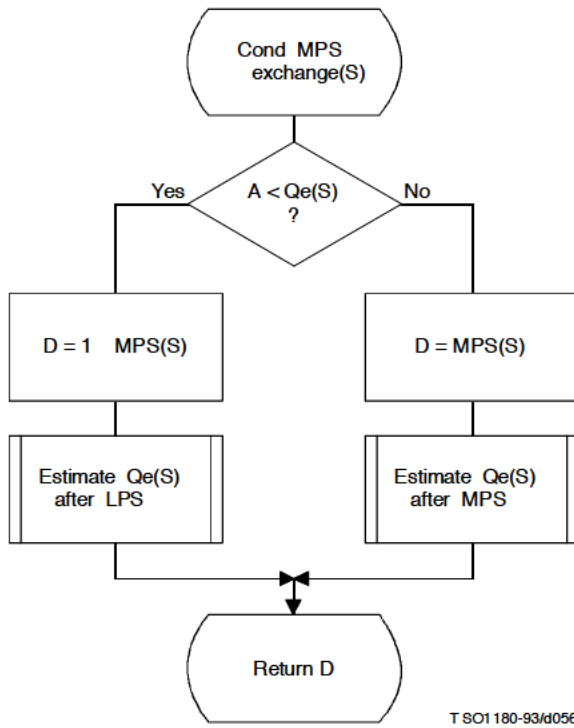 Cond MPS
exchange(S)
A < Qe(S)
?
Yes
No
D = 1 MPS(S)
D = MPS(S)
Estimate Qe(S)
after LPS
Estimate Qe(S)
after MPS
Return D
T SO1180-93/d056